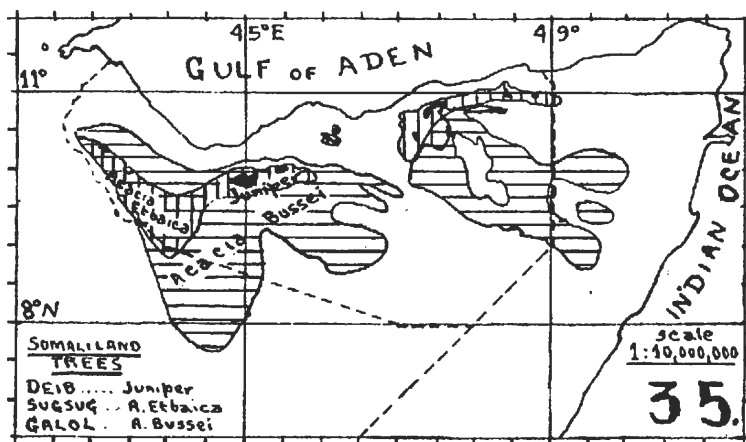 45°E
49°
GULF OF ADEN
11°
Juniper
Acacia
Etbaica
Acacia Bussei
INDIAN OCEAN
8°N
SOMALILAND
TREES
DEIB ..... Juniper
SUGSUG .. A. Etbaica
GALOL . A. Bussei
scale
1:10,000,000
35.